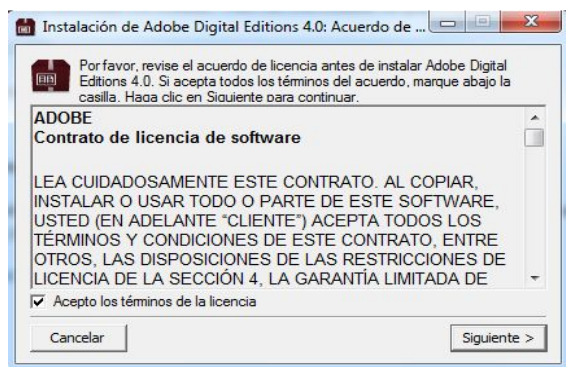 Instalación de Adobe Digital Editions 4.0: Acuerdo de ...
Por favor, revise el acuerdo de licencia antes de instalar Adobe Digital
Editions 4.0. Si acepta todos los términos del acuerdo, marque abajo la
casilla. Haga clic en Siguiente para continuar.
ADOBE
Contrato de licencia de software
LEA CUIDADOSAMENTE ESTE CONTRATO. AL COPIAR,
INSTALAR O USAR TODO O PARTE DE ESTE SOFTWARE,
USTED (EN ADELANTE “CLIENTE”) ACEPTA TODOS LOS
TÉRMINOS Y CONDICIONES DE ESTE CONTRATO, ENTRE
OTROS, LAS DISPOSICIONES DE LAS RESTRICCIONES DE
LICENCIA DE LA SECCIÓN 4, LA GARANTÍA LIMITADA DE
Acepto los términos de la licencia
Cancelar
Siguiente >